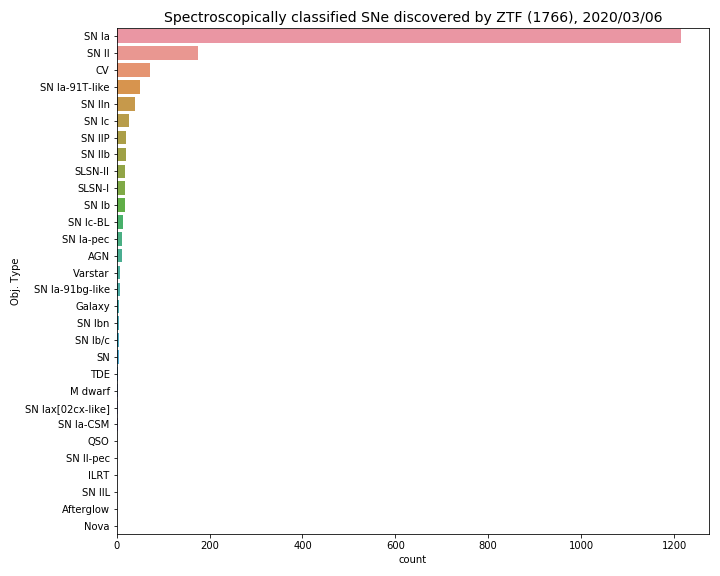 Spectroscopically classified SNe discovered by ZTF (1766), 2020/03/06
SN Ia
SN II
CV
SN Ia-91T-like
SN IIn
SN Ic
SN IIP
SN IIb
SLSN-II
SLSN-I
SN Ib
SN Ic-BL
SN Ia-pec
AGN
Varstar
SN Ia-91bg-like
Galaxy
SN Ibn
SN Ib/c
SN
TDE
M dwarf
SN Iax[02cx-like]
SN Ia-CSM
QSO
SN II-pec
ILRT
SN IIL
Afterglow
Nova
Obj. Type
0 200 400 600 800 1000 1200
count